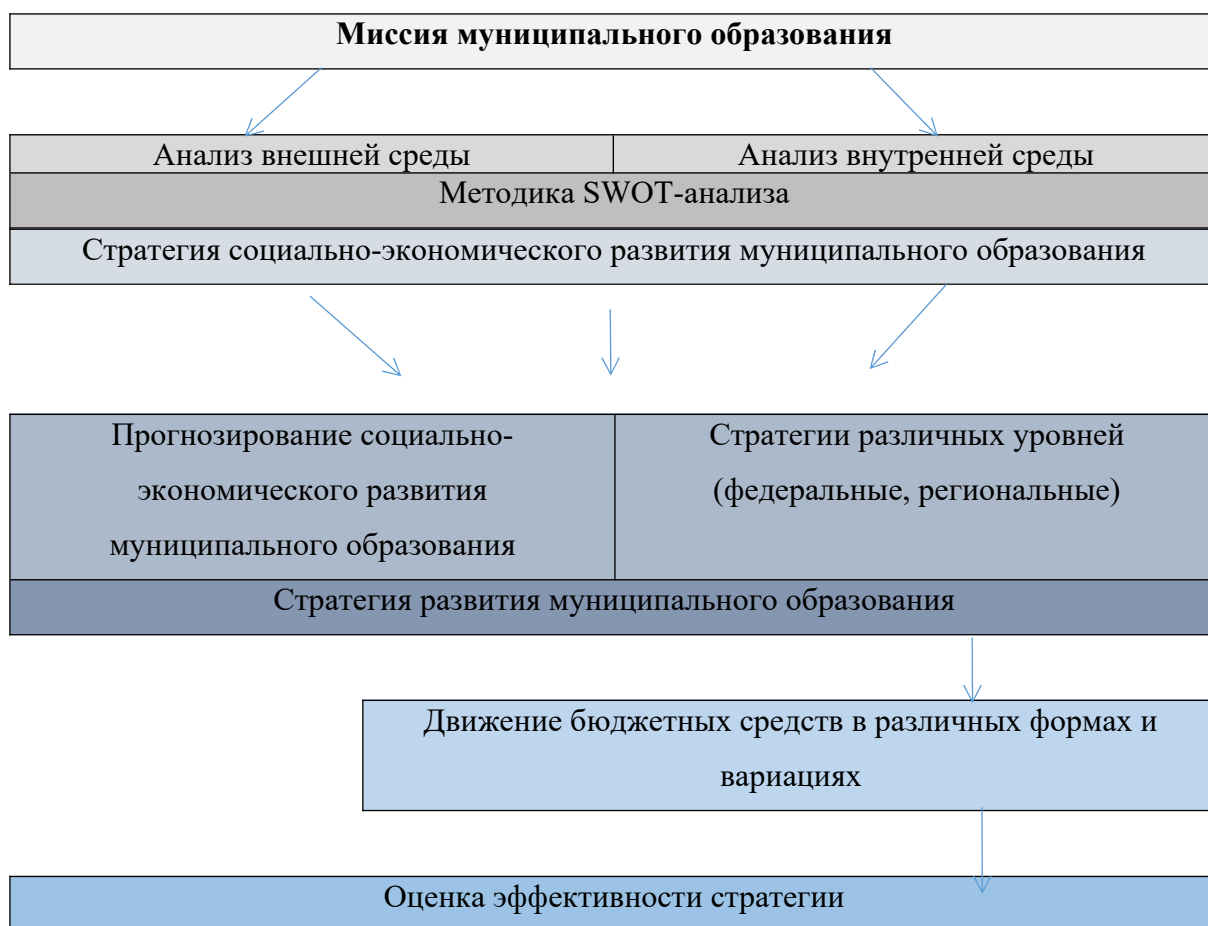 Миссия муниципального образования
Анализ внешней среды
Анализ внутренней среды
Методика SWOT-анализа
Стратегия социально-экономического развития муниципального образования
Прогнозирование социально-
экономического развития
муниципального образования
Стратегии различных уровней
(федеральные, региональные)
Стратегия развития муниципального образования
Движение бюджетных средств в различных формах и
вариациях
Оценка эффективности стратегии